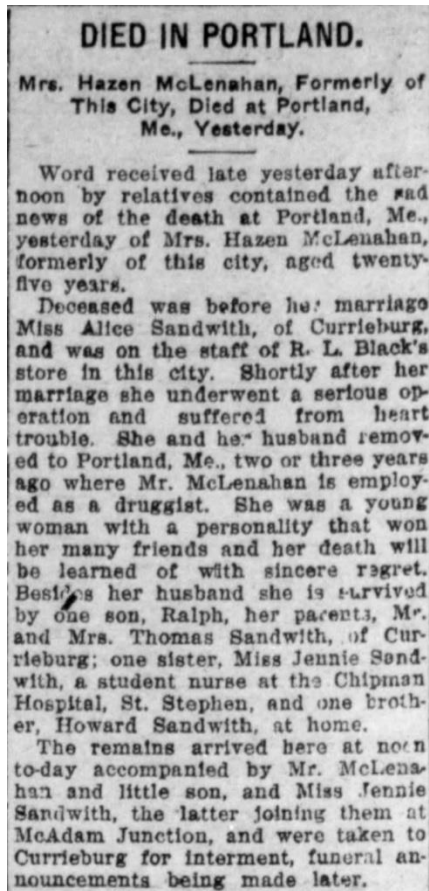 DIED IN PORTLAND.
Mrs. Hazen McLenahan, Formerly of
This City, Died at Portland,
Me., Yesterday.
Word received late yesterday after-
noon by relatives contained the sad
news of the death at Portland, Me.,
yesterday of Mrs. Hazen McLenahan,
formerly of this city, aged twenty-
five years.
Deceased was before her marriage
Miss Alice Sandwith, of Currieburg,
and was on the staff of R. L. Black's
store in this city. Shortly after her
marriage she underwent a serious op-
eration and suffered from heart
trouble. She and her husband remov-
ed to Portland, Me., two or three years
ago where Mr. McLenahan is employ-
ed as a druggist. She was a young
woman with a personality that won
her many friends and her death will
be learned of with sincere regret.
Besides her husband she is survived
by one son, Ralph, her parents, Mr.
and Mrs. Thomas Sandwith, of Cur-
rieburg; one sister, Miss Jennie Sand-
with, a student nurse at the Chipman
Hospital, St. Stephen, and one broth-
er, Howard Sandwith, at home.
The remains arrived here at noon
to-day accompanied by Mr. McLena-
han and little son, and Miss Jennie
Sandwith, the latter joining them at
McAdam Junction, and were taken to
Currieburg for interment, funeral an-
nouncements being made later.